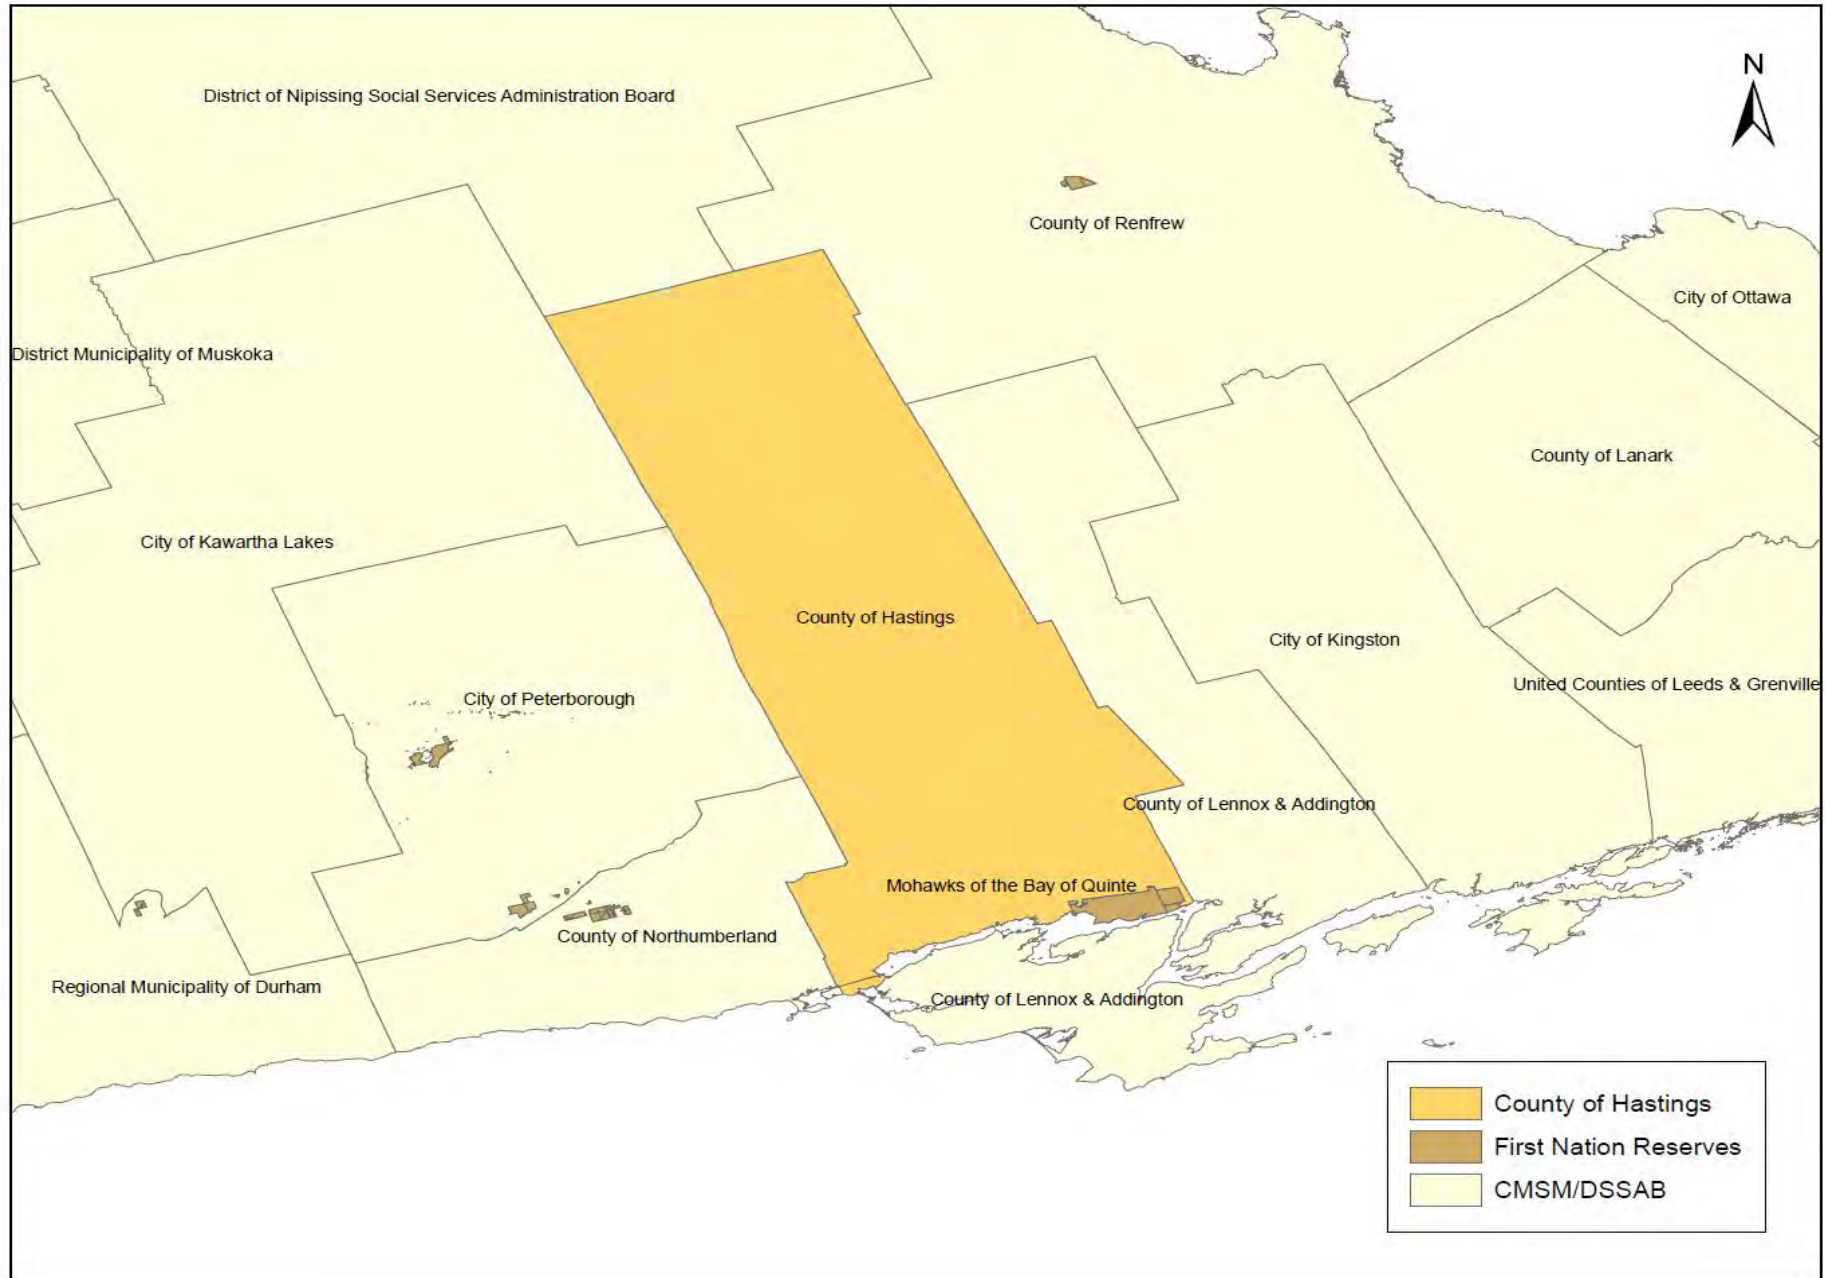 N
District of Nipissing Social Services Administration Board
County of Renfrew
City of Ottawa
District Municipality of Muskoka
County of Lanark
City of Kawartha Lakes
County of Hastings
City of Kingston
United Counties of Leeds & Grenville
City of Peterborough
County of Lennox & Addington
Mohawks of the Bay of Quinte
County of Northumberland
Regional Municipality of Durham
County of Lennox & Addington
County of Hastings
First Nation Reserves
CMSM/DSSAB